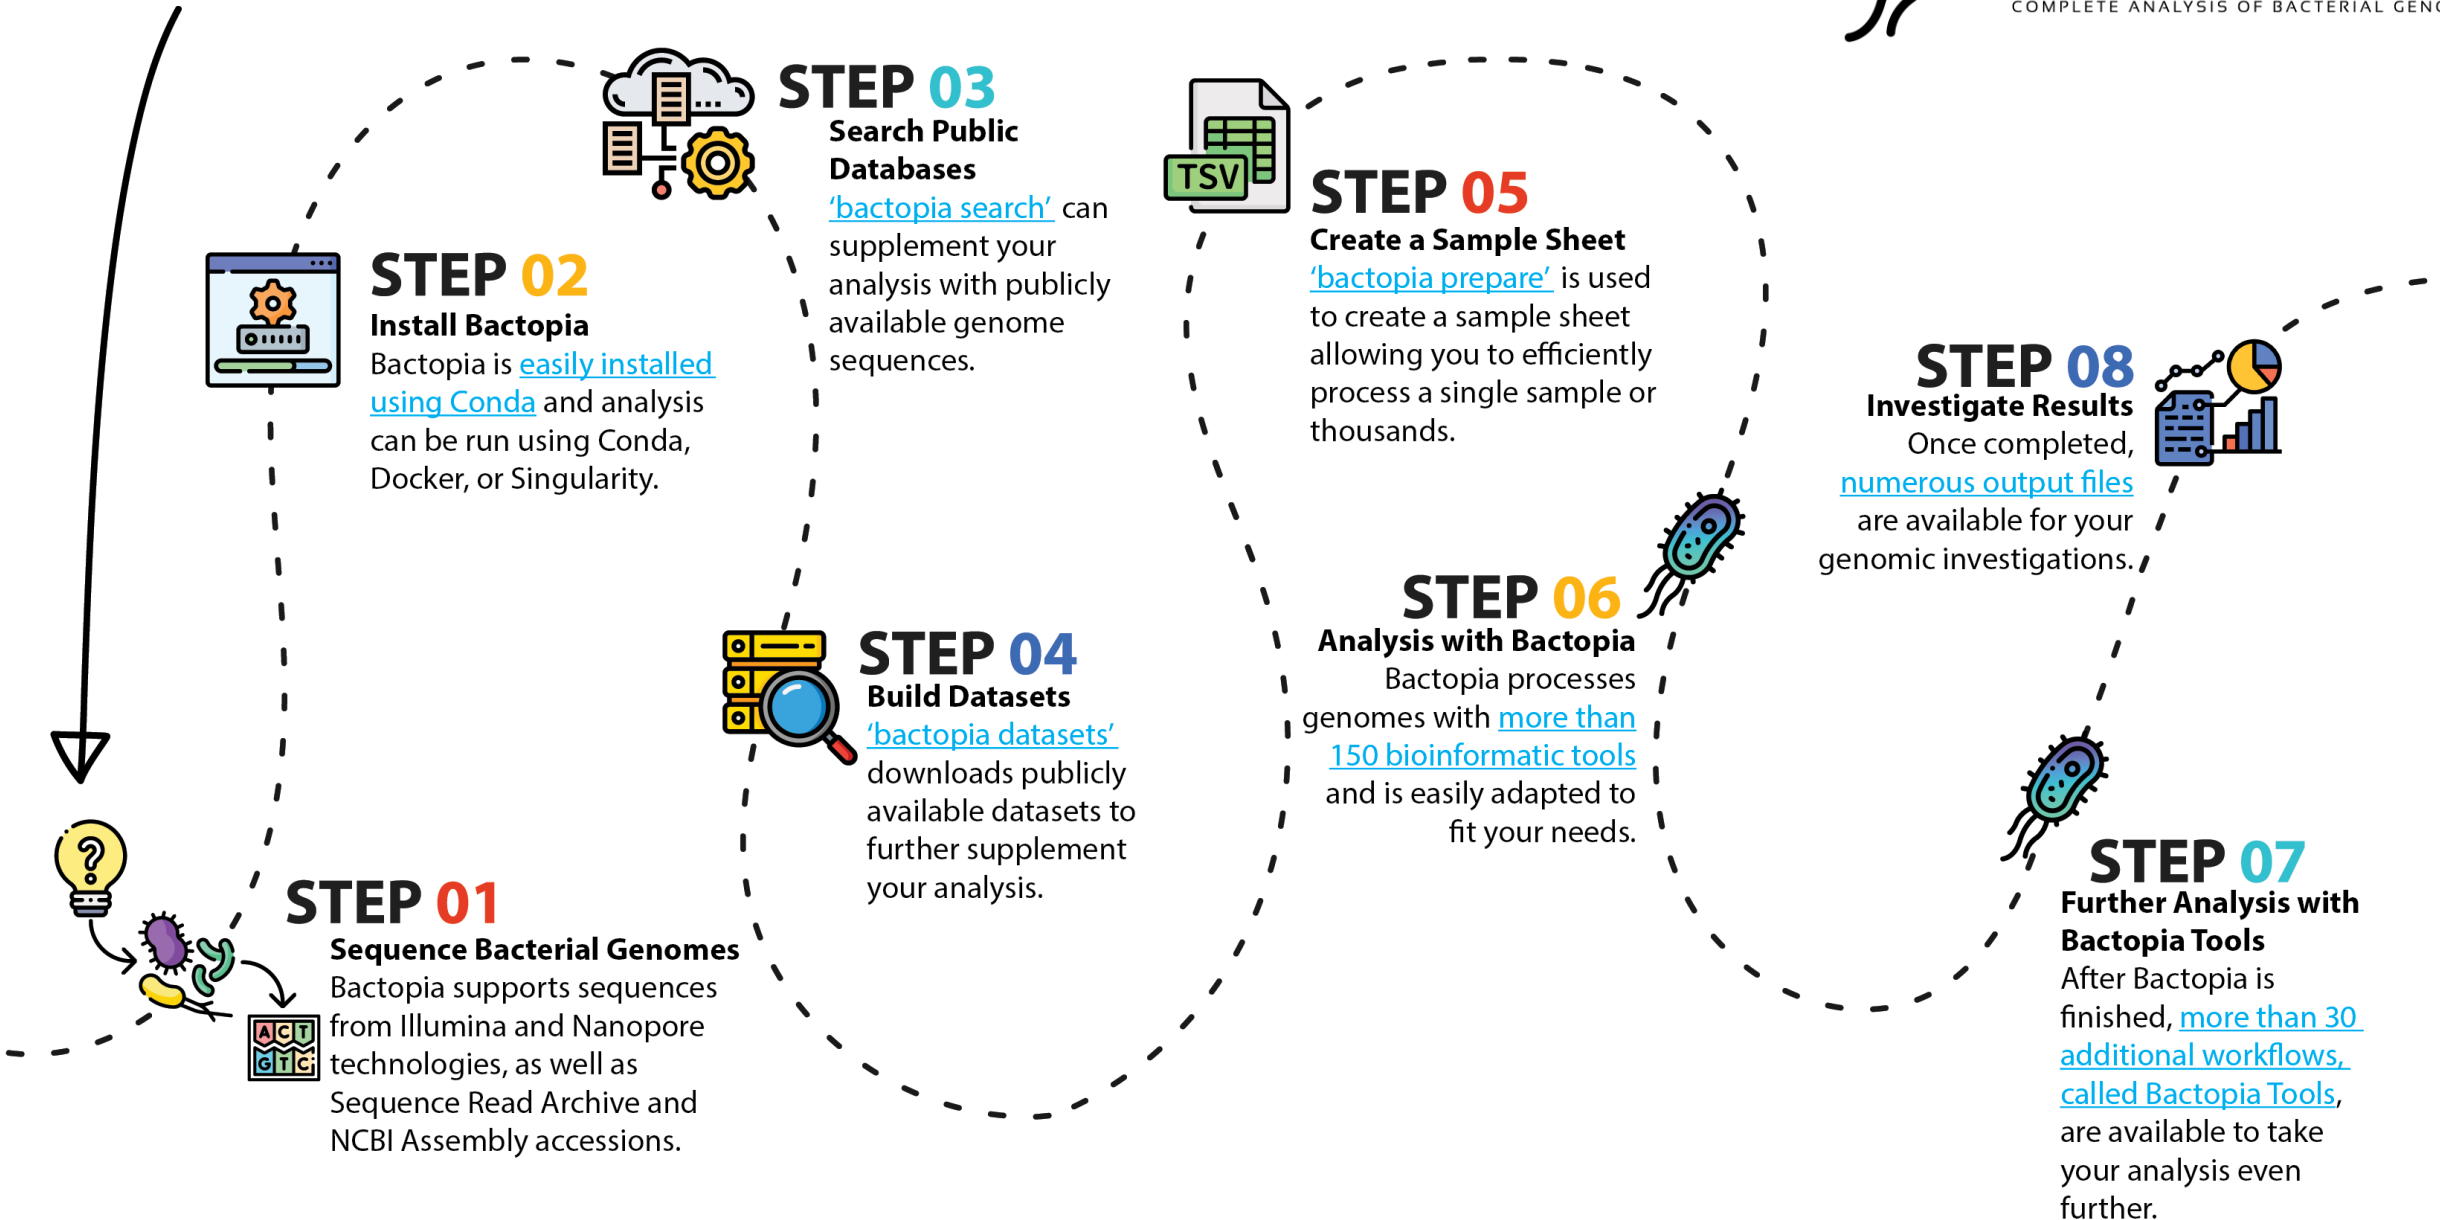 COMPLETE ANALYSIS OF BACTERIAL
STEP 01
Sequence Bacterial Genomes
Bactopia supports sequences
from Illumina and Nanopore
technologies, as well as
Sequence Read Archive and
NCBI Assembly accessions.
?
ACT
GTC
STEP 02
Install Bactopia
Bactopia is easily installed
using Conda and analysis
can be run using Conda,
Docker, or Singularity.
STEP 03
Search Public
Databases
‘bactopia search’ can
supplement your
analysis with publicly
available genome
sequences.
STEP 04
Build Datasets
‘bactopia datasets’
downloads publicly
available datasets to
further supplement
your analysis.
TSV
STEP 05
Create a Sample Sheet
‘bactopia prepare’ is used
to create a sample sheet
allowing you to efficiently
process a single sample or
thousands.
STEP 06
Analysis with Bactopia
Bactopia processes
genomes with more than
150 bioinformatic tools
and is easily adapted to
fit your needs.
STEP 07
Further Analysis with
Bactopia Tools
After Bactopia is
finished, more than 30
additional workflows,
called Bactopia Tools,
are available to take
your analysis even
further.
STEP 08
Investigate Results
Once completed,
numerous output files
are available for your
genomic investigations.